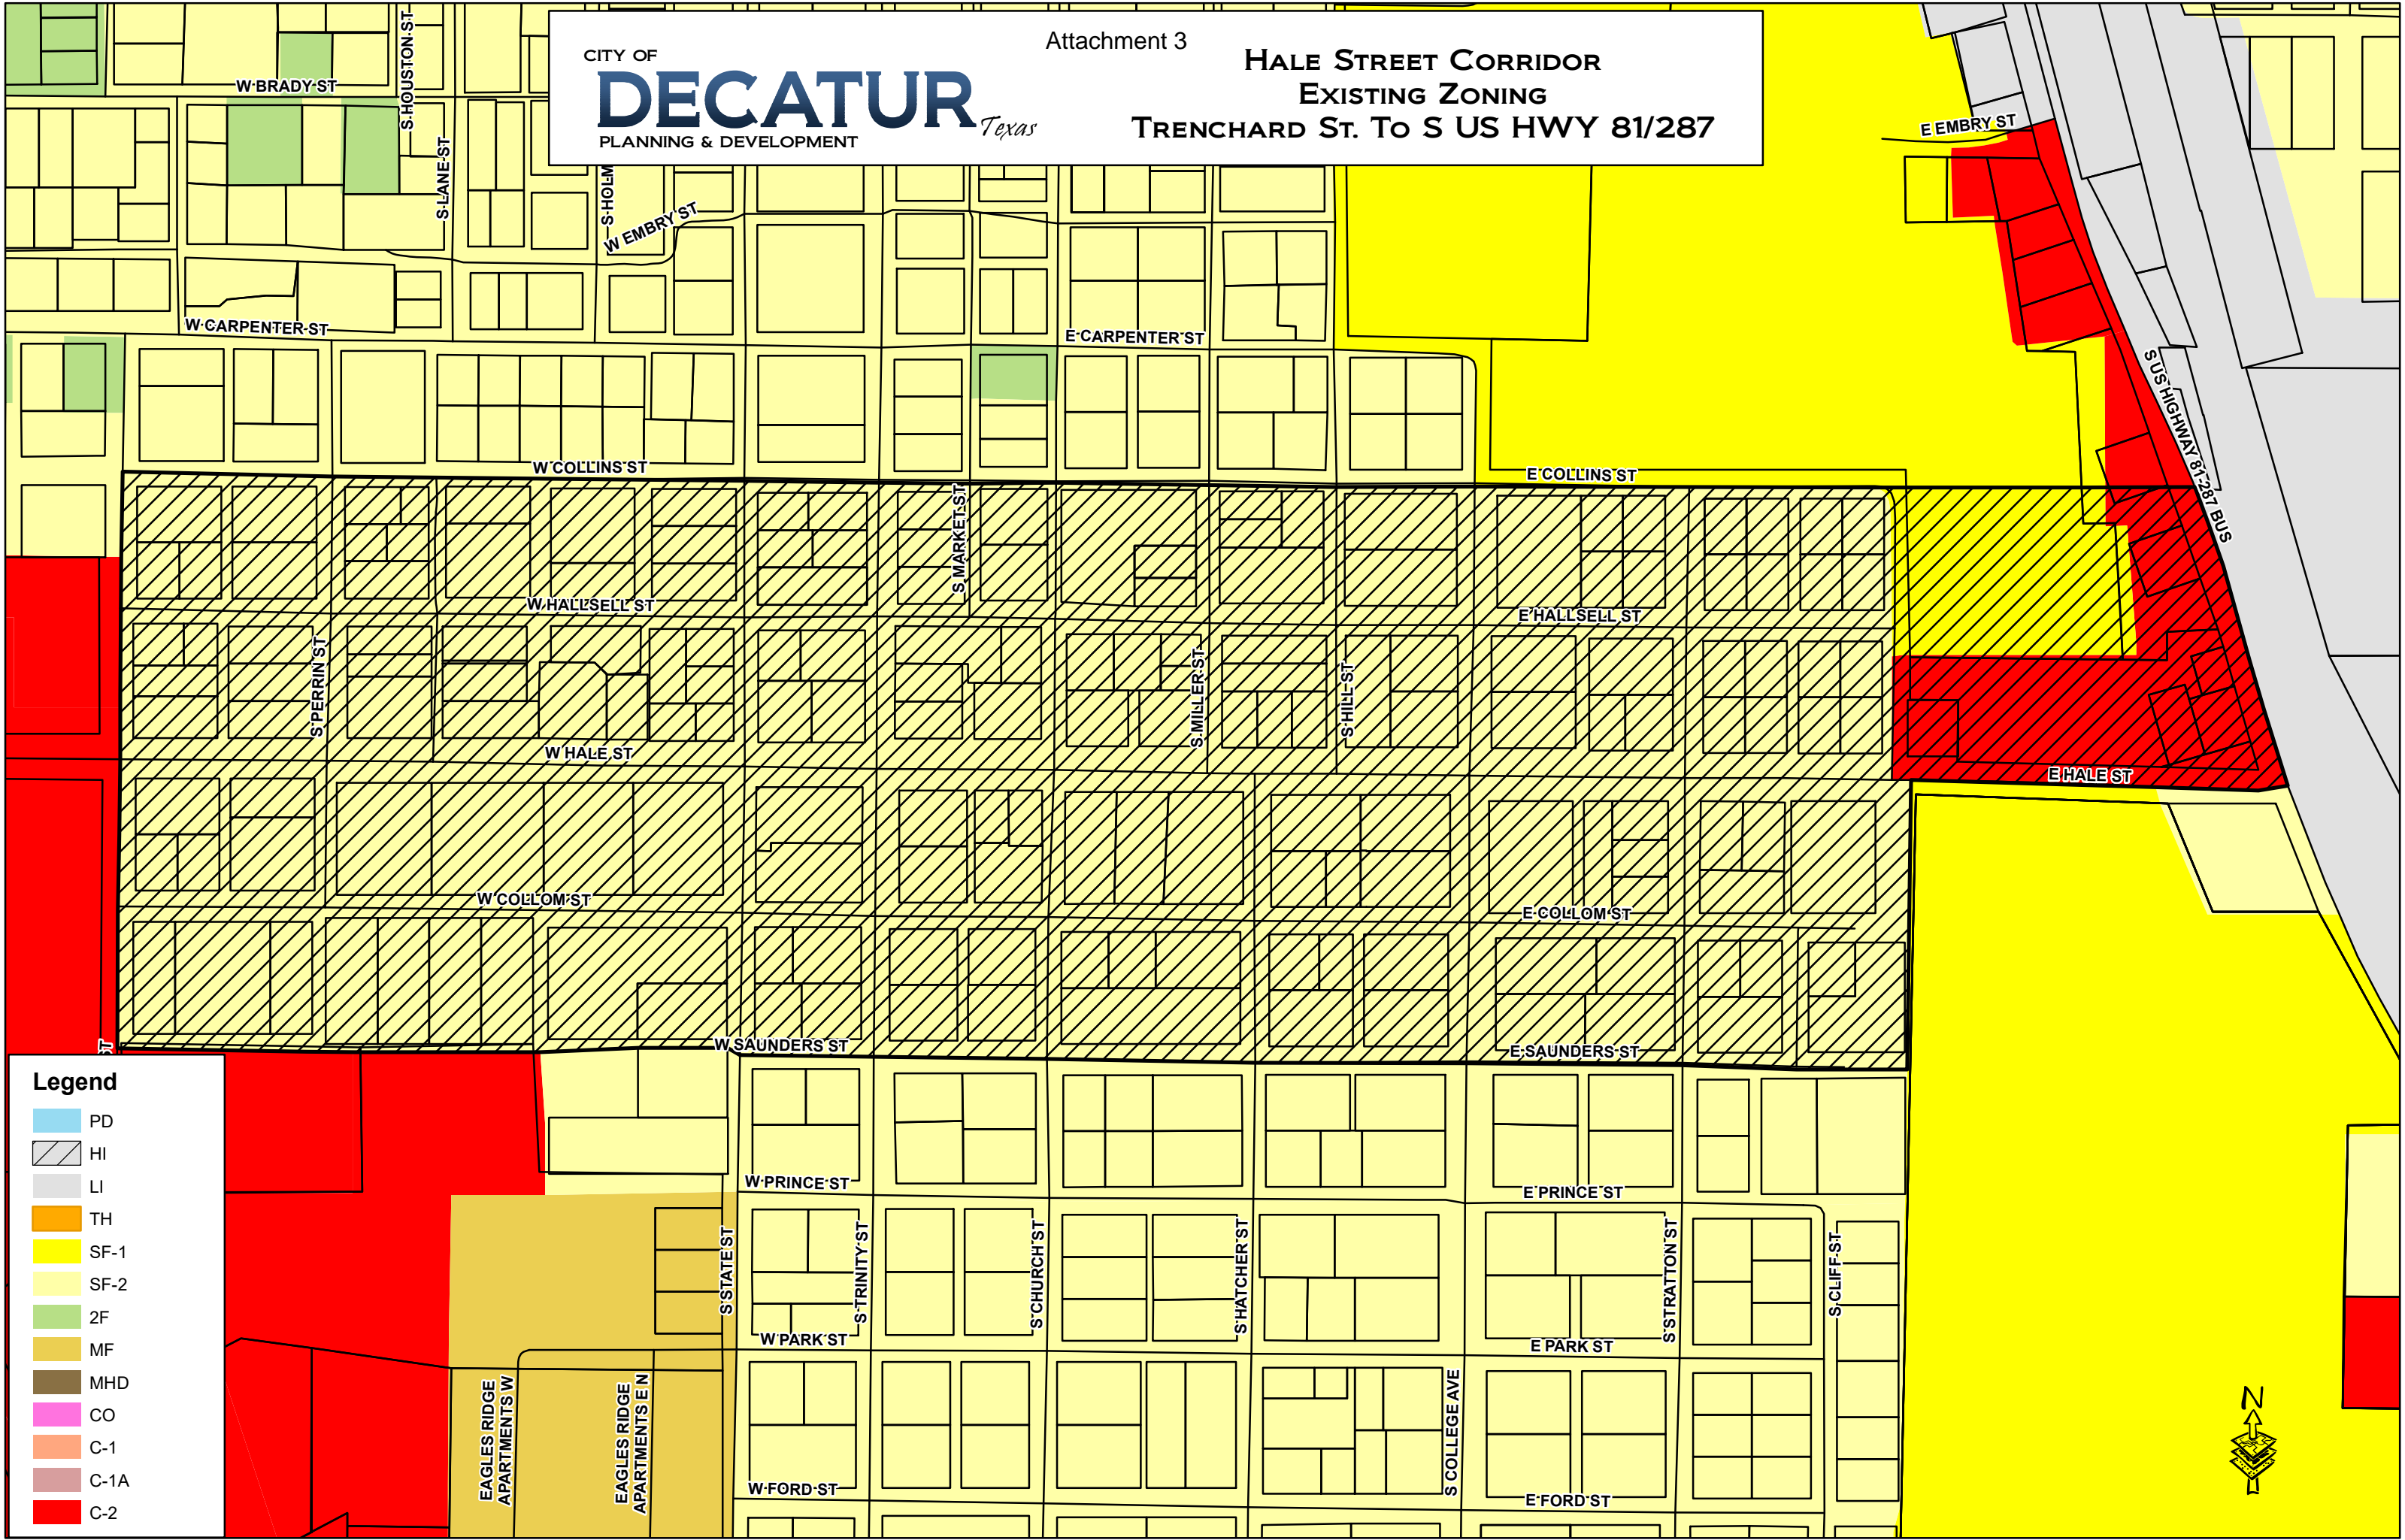 Attachment 3
CITY OF
DECATUR
Texas
PLANNING & DEVELOPMENT
HALE STREET CORRIDOR
EXISTING ZONING
TRENCHARD ST. TO S US HWY 81/287
W BRADY ST
S HOUSTON ST
S LANE ST
S HOLM
W EMBRY ST
E EMBRY ST
W CARPENTER ST
E CARPENTER ST
S US HIGHWAY 81-287 BUS
W COLLINS ST
E COLLINS ST
S MARKET ST
W HALLSELL ST
E HALLSELL ST
S PERRIN ST
S MILLER ST
S HILL ST
W HALE ST
E HALE ST
W COLLOM ST
E COLLOM ST
W SAUNDERS ST
E SAUNDERS ST
ST
W PRINCE ST
E PRINCE ST
S STATE ST
S TRINITY ST
S CHURCH ST
S HATCHER ST
S STRATTON ST
S CLIFF ST
W PARK ST
E PARK ST
EAGLES RIDGE
APARTMENTS W
EAGLES RIDGE
APARTMENTS E N
S COLLEGE AVE
W FORD ST
E FORD ST
N
Legend
PD
HI
LI
TH
SF-1
SF-2
2F
MF
MHD
CO
C-1
C-1A
C-2